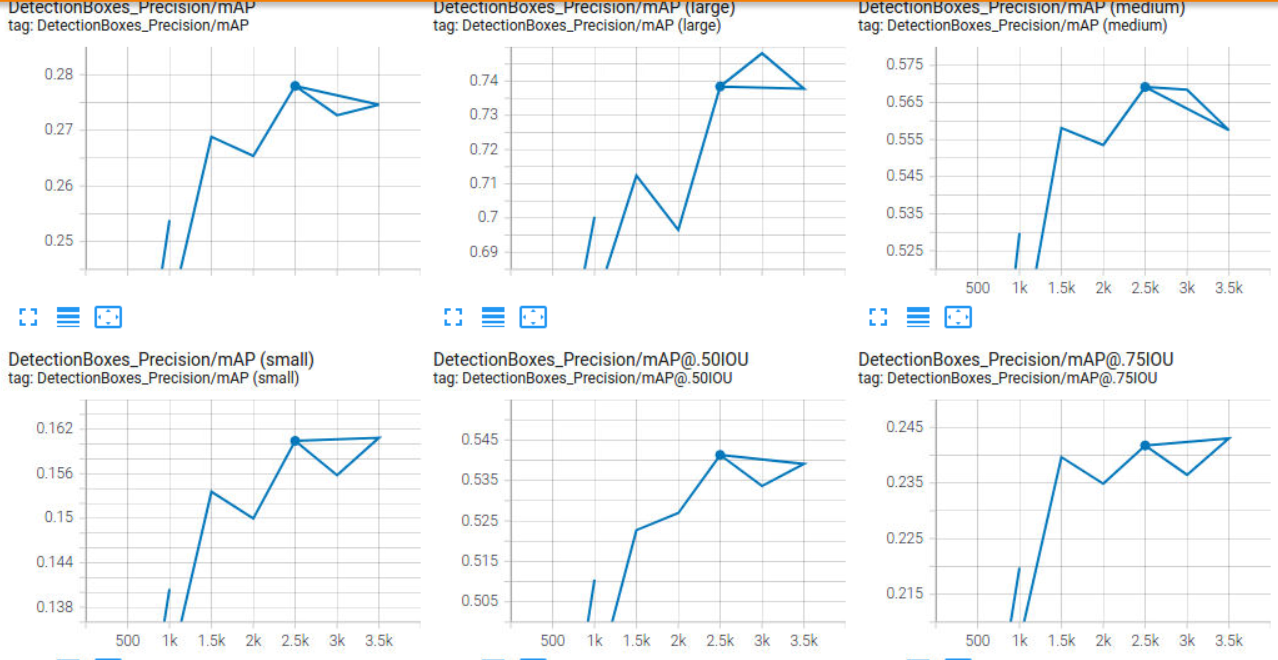 DetectionBoxes_Precision/mAP
tag: DetectionBoxes_Precision/mAP
0.28
0.27
0.26
0.25
DetectionBoxes_Precision/mAP (large)
tag: DetectionBoxes_Precision/mAP (large)
0.74
0.73
0.72
0.71
0.7
0.69
DetectionBoxes_Precision/mAP (medium)
tag: DetectionBoxes_Precision/mAP (medium)
0.575
0.565
0.555
0.545
0.535
0.525
500 1k 1.5k 2k 2.5k 3k 3.5k
DetectionBoxes_Precision/mAP (small)
tag: DetectionBoxes_Precision/mAP (small)
0.162
0.156
0.15
0.144
0.138
500 1k 1.5k 2k 2.5k 3k 3.5k
DetectionBoxes_Precision/mAP@.50IOU
tag: DetectionBoxes_Precision/mAP@.50IOU
0.545
0.535
0.525
0.515
0.505
500 1k 1.5k 2k 2.5k 3k 3.5k
DetectionBoxes_Precision/mAP@.75IOU
tag: DetectionBoxes_Precision/mAP@.75IOU
0.245
0.235
0.225
0.215
500 1k 1.5k 2k 2.5k 3k 3.5k